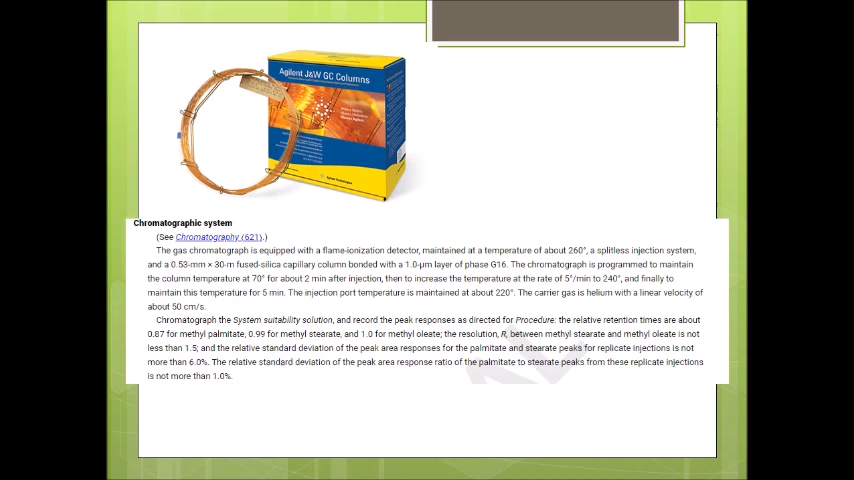 Agilent J&W GC Columns
Agilent Technologies
Chromatographic system
(See Chromatography ⟨621⟩.)
The gas chromatograph is equipped with a flame-ionization detector, maintained at a temperature of about 260°, a splitless injection system,
and a 0.53-mm × 30-m fused-silica capillary column bonded with a 1.0-µm layer of phase G16. The chromatograph is programmed to maintain
the column temperature at 70° for about 2 min after injection, then to increase the temperature at the rate of 5°/min to 240°, and finally to
maintain this temperature for 5 min. The injection port temperature is maintained at about 220°. The carrier gas is helium with a linear velocity of
about 50 cm/s.
Chromatograph the System suitability solution, and record the peak responses as directed for Procedure: the relative retention times are about
0.87 for methyl palmitate, 0.99 for methyl stearate, and 1.0 for methyl oleate; the resolution, R, between methyl stearate and methyl oleate is not
less than 1.5; and the relative standard deviation of the peak area responses for the palmitate and stearate peaks for replicate injections is not
more than 6.0%. The relative standard deviation of the peak area response ratio of the palmitate to stearate peaks from these replicate injections
is not more than 1.0%.